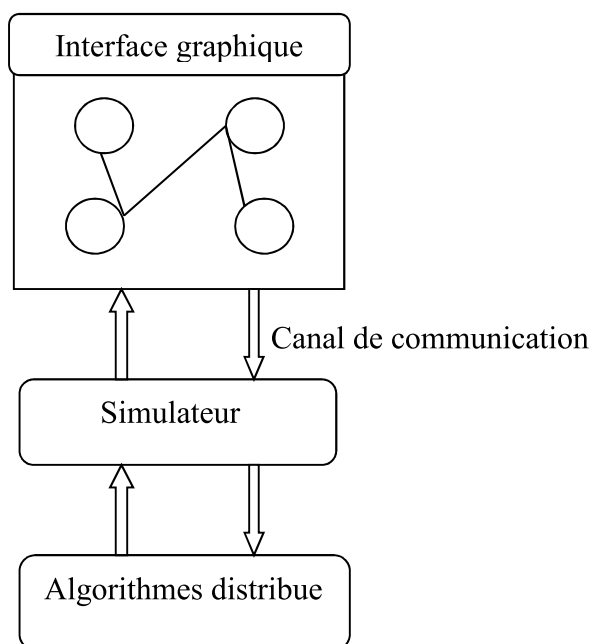 Interface graphique
Canal de communication
Simulateur
Algorithmes distribue